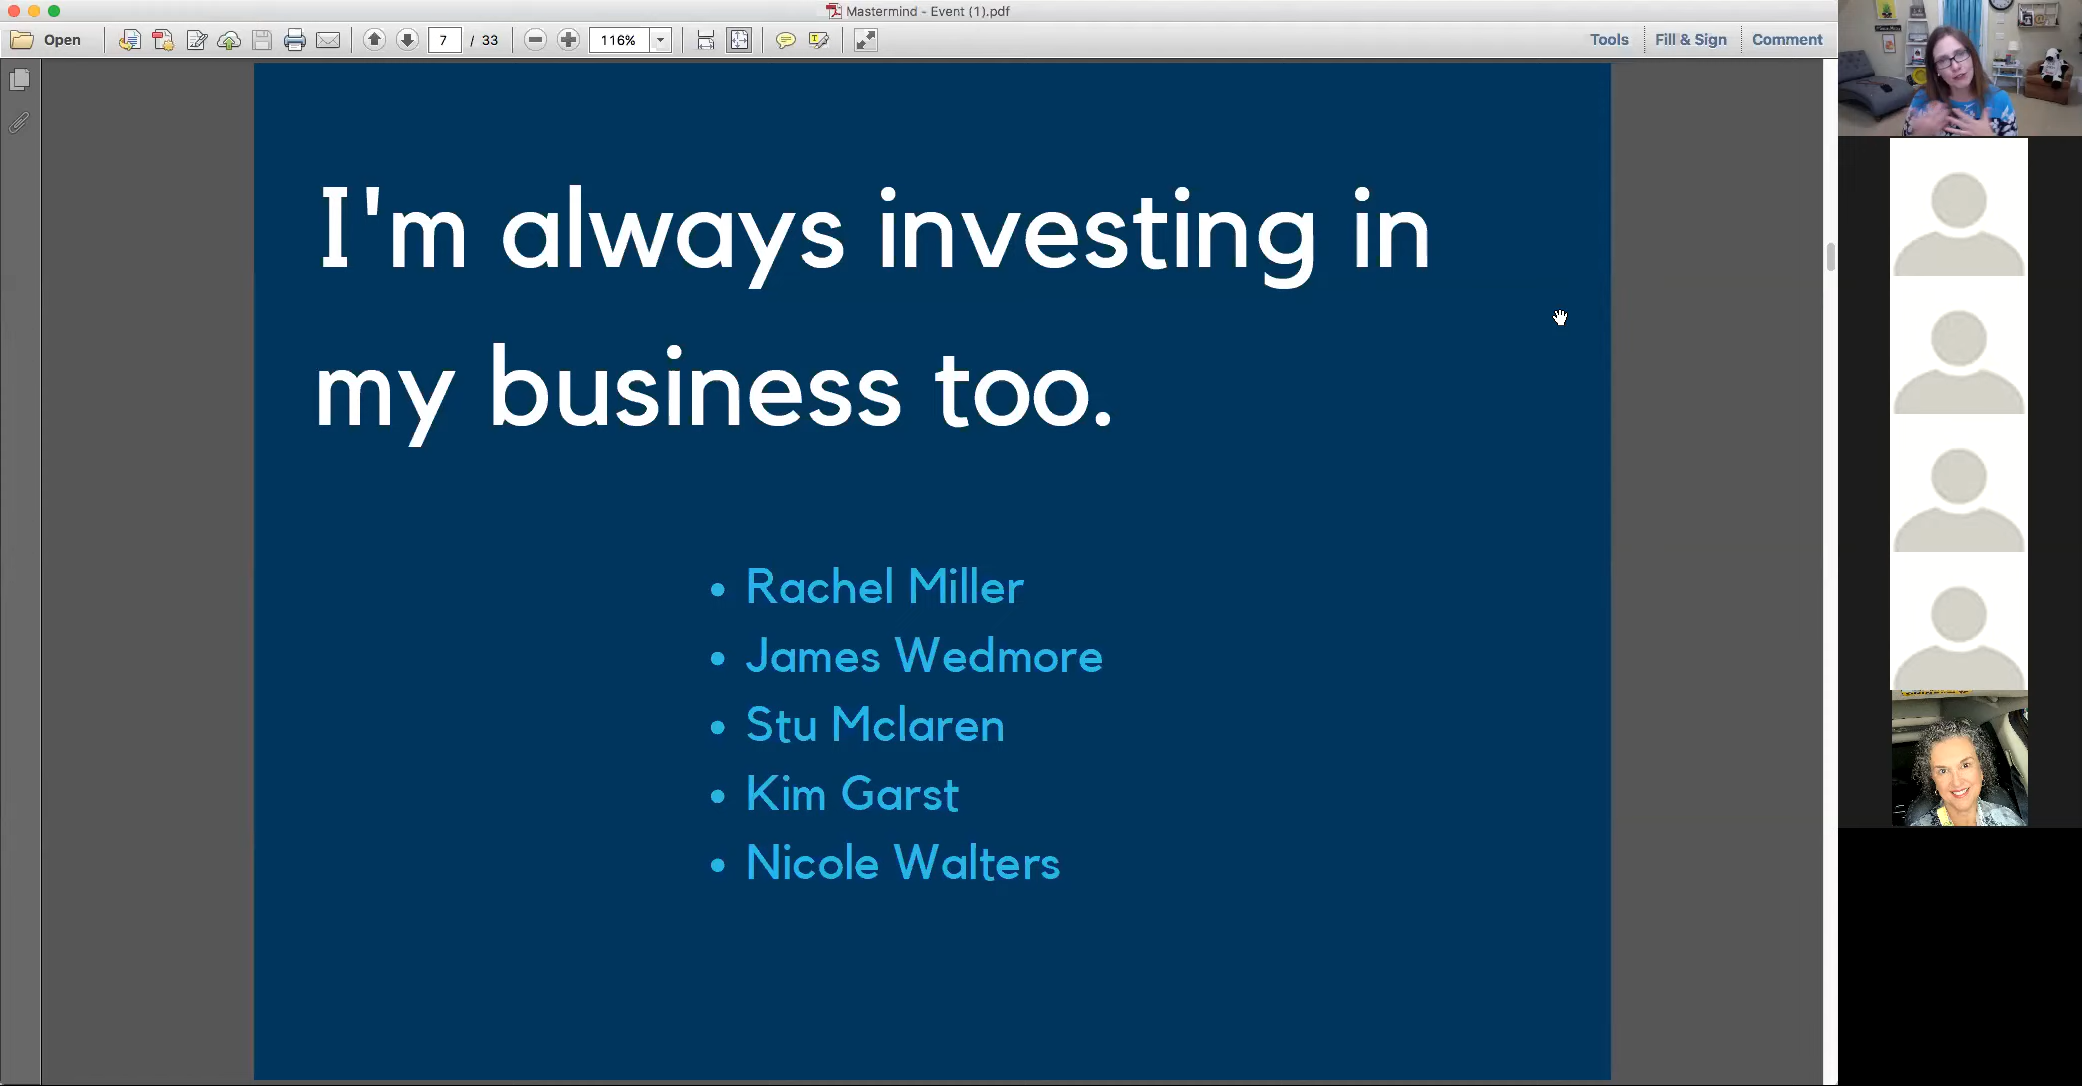 Mastermind - Event (1).pdf
Open
7 / 33
116%
Tools
Fill & Sign
Comment
I'm always investing in
my business too.
• Rachel Miller
• James Wedmore
• Stu Mclaren
• Kim Garst
• Nicole Walters